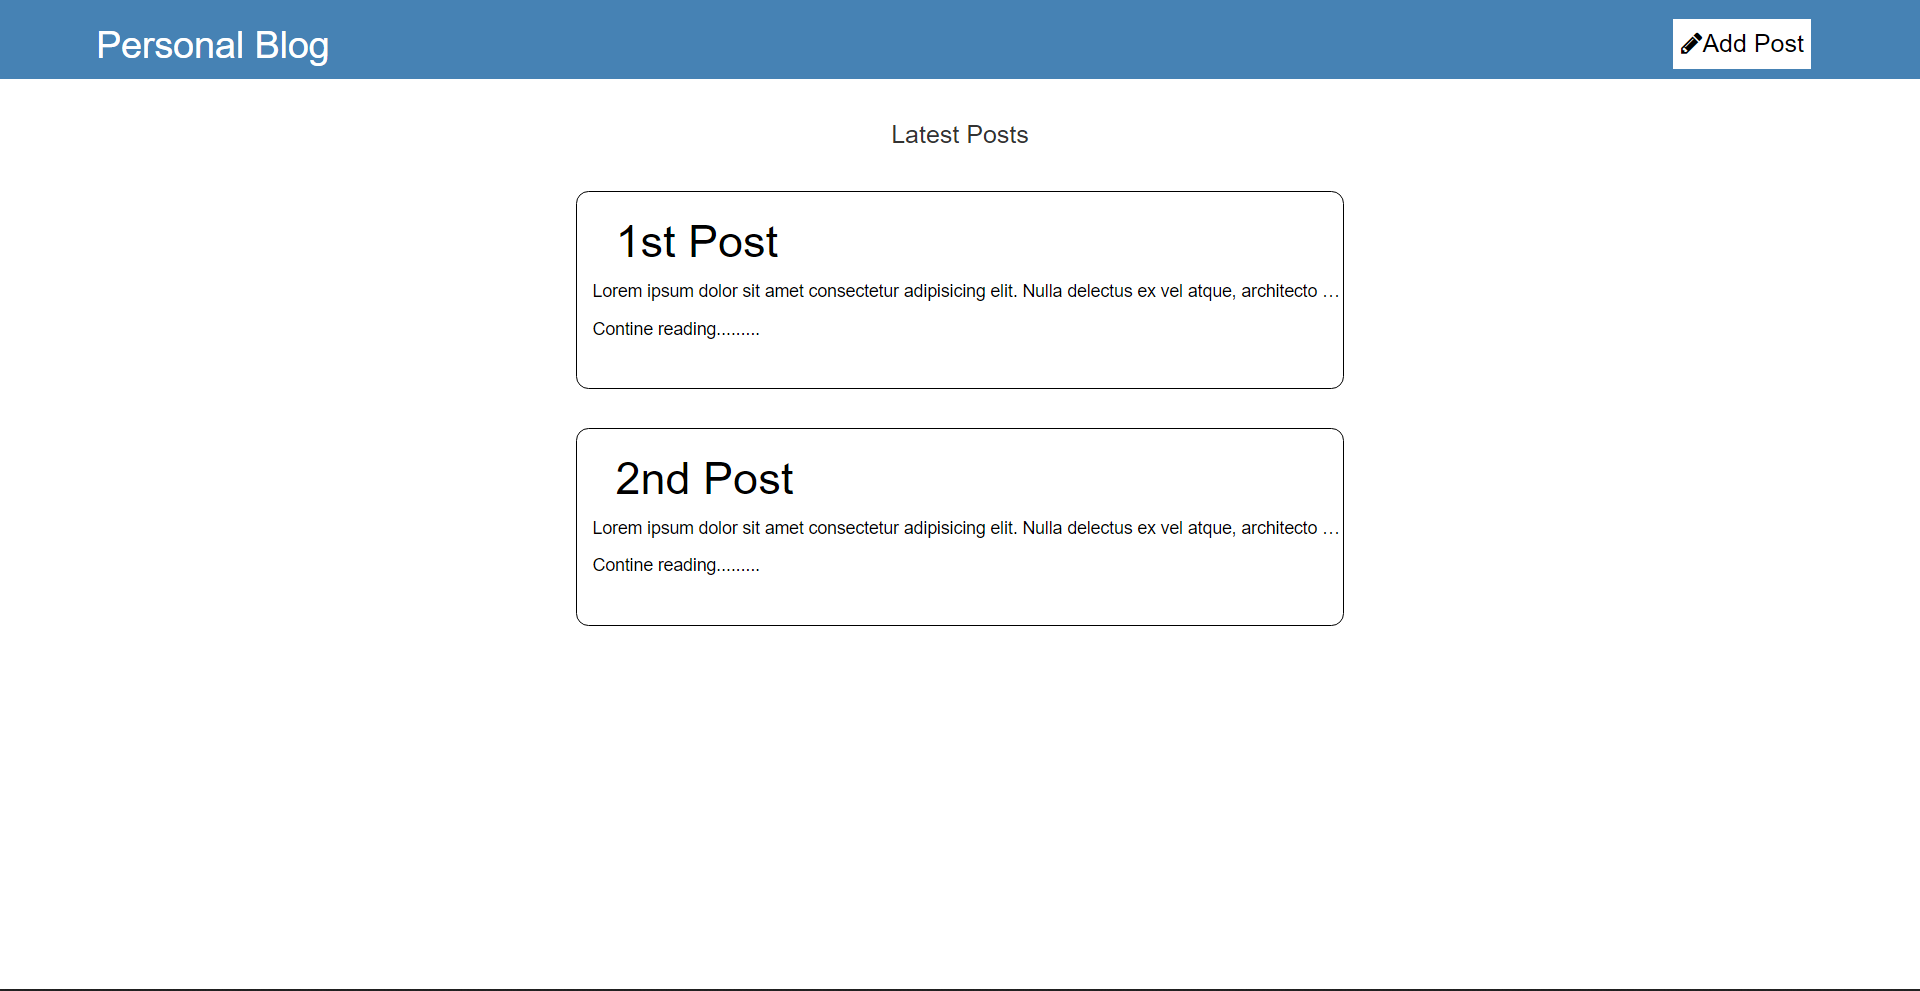 Personal Blog
Add Post
Latest Posts
1st Post
Lorem ipsum dolor sit amet consectetur adipisicing elit. Nulla delectus ex vel atque, architecto ...
Contine reading.........
2nd Post
Lorem ipsum dolor sit amet consectetur adipisicing elit. Nulla delectus ex vel atque, architecto ...
Contine reading.........